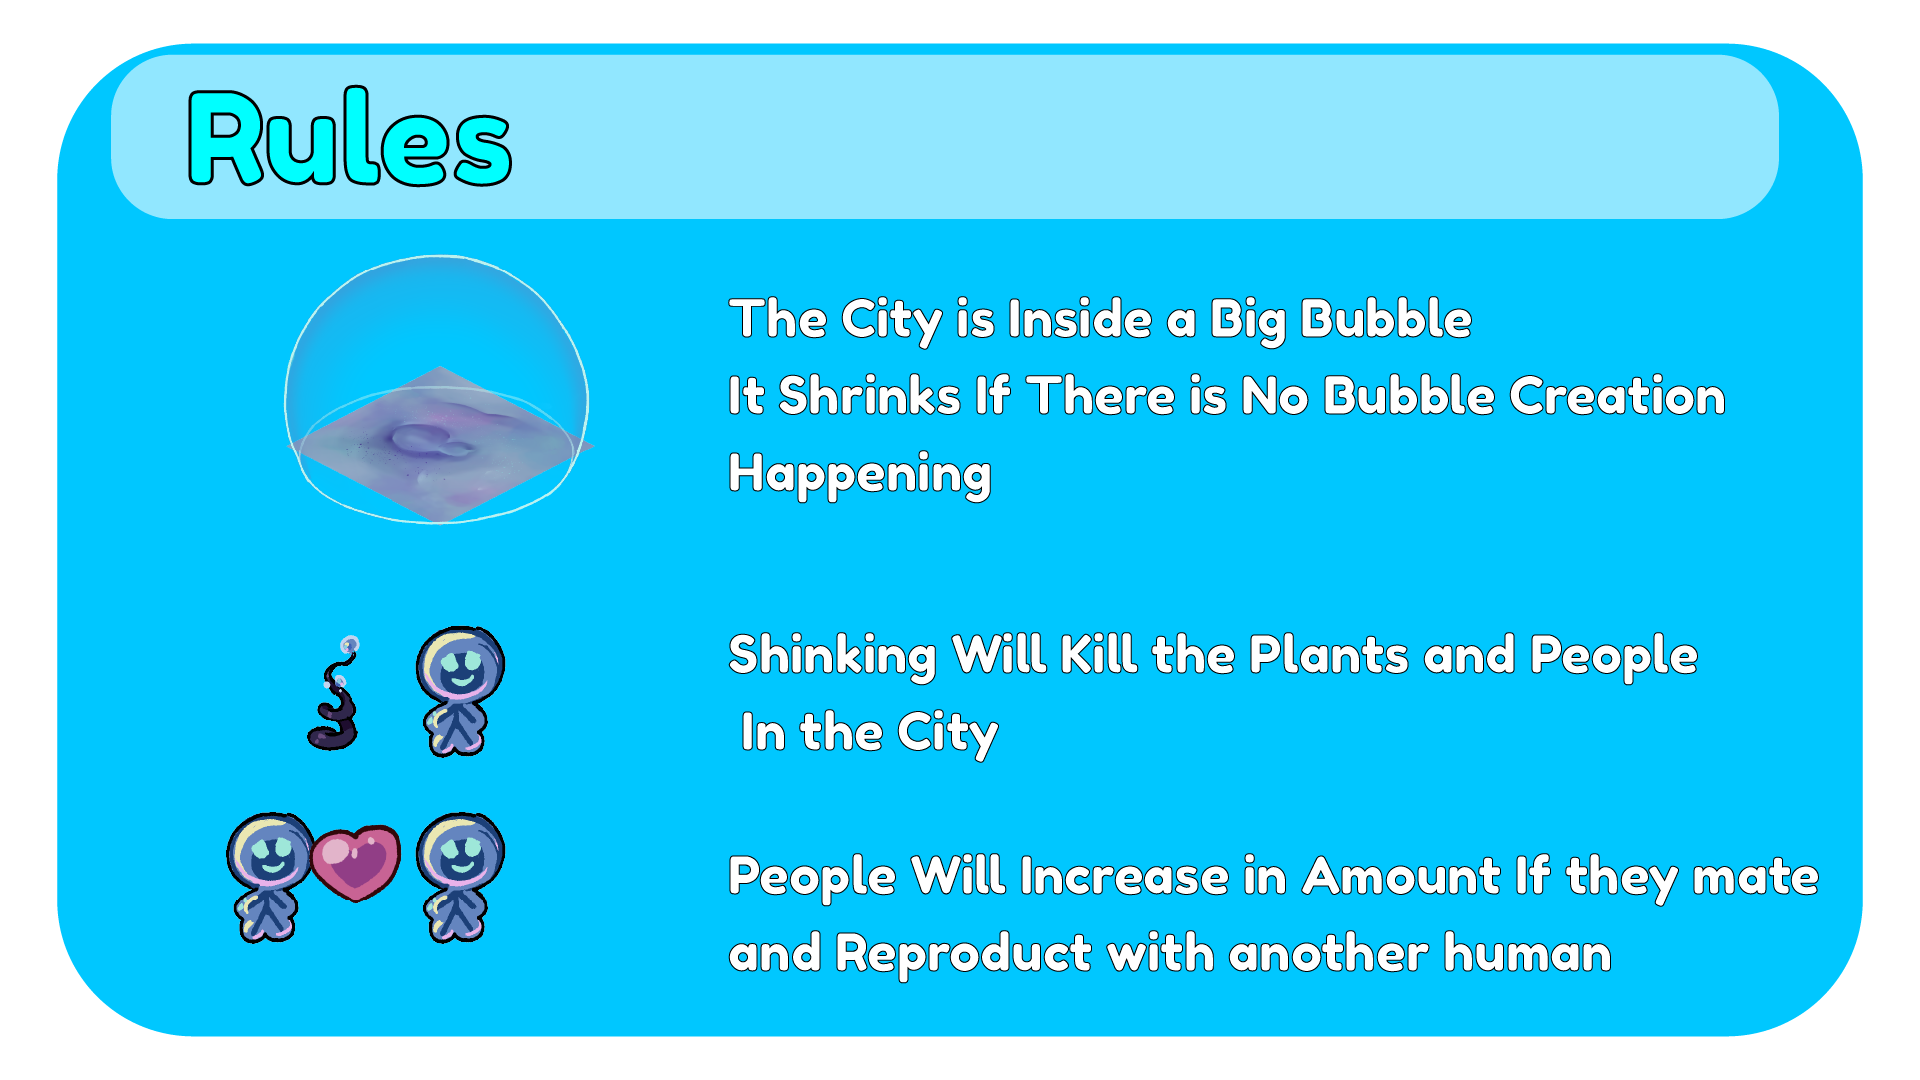 Rules
The City is Inside a Big Bubble
It Shrinks If There is No Bubble Creation
Happening
Shinking Will Kill the Plants and People
In the City
People Will Increase in Amount If they mate
and Reproduct with another human